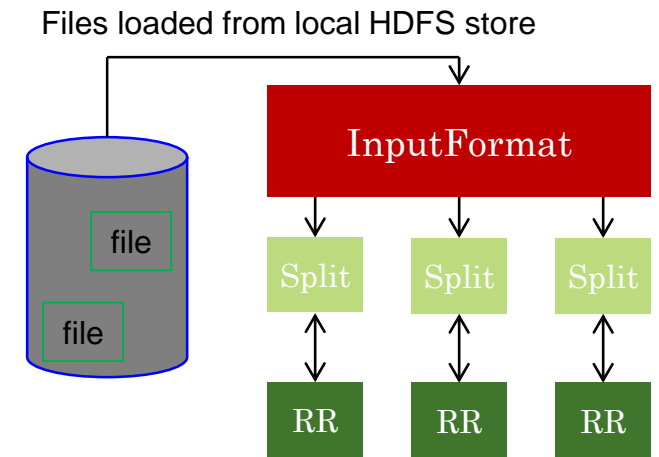 Files loaded from local HDFS store
InputFormat
file
file
Split
Split
Split
RR
RR
RR